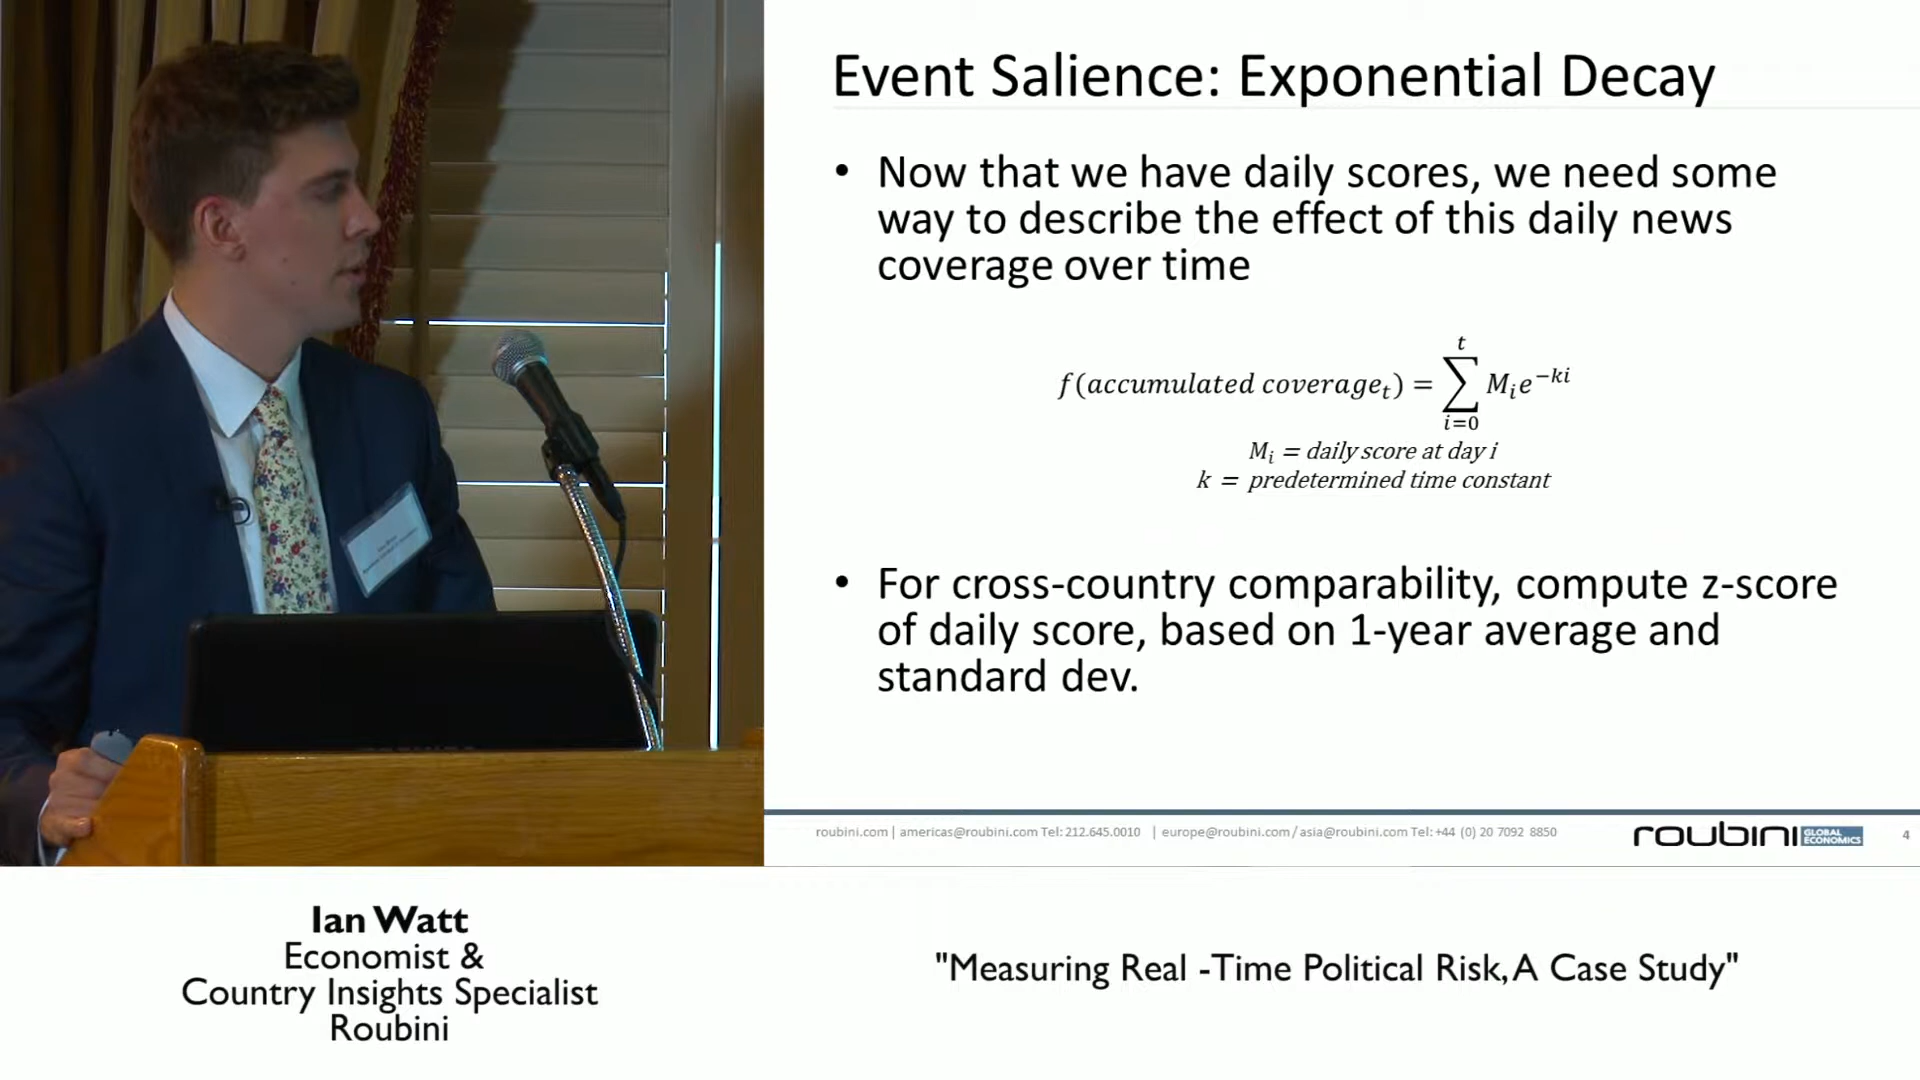 Event Salience: Exponential Decay
• Now that we have daily scores, we need some
way to describe the effect of this daily news
coverage over time
f(accumulated coverageₜ) = ∑ᵗᵢ₌₀ Mᵢe⁻ᵏⁱ
Mᵢ = daily score at day i
k = predetermined time constant
• For cross-country comparability, compute z-score
of daily score, based on 1-year average and
standard dev.
roubini.com | americas@roubini.com Tel: 212.645.0010 | europe@roubini.com / asia@roubini.com Tel: +44 (0) 20 7092 8850
roubini GLOBAL ECONOMICS
4
Ian Watt
Economist &
Country Insights Specialist
Roubini
"Measuring Real -Time Political Risk, A Case Study"